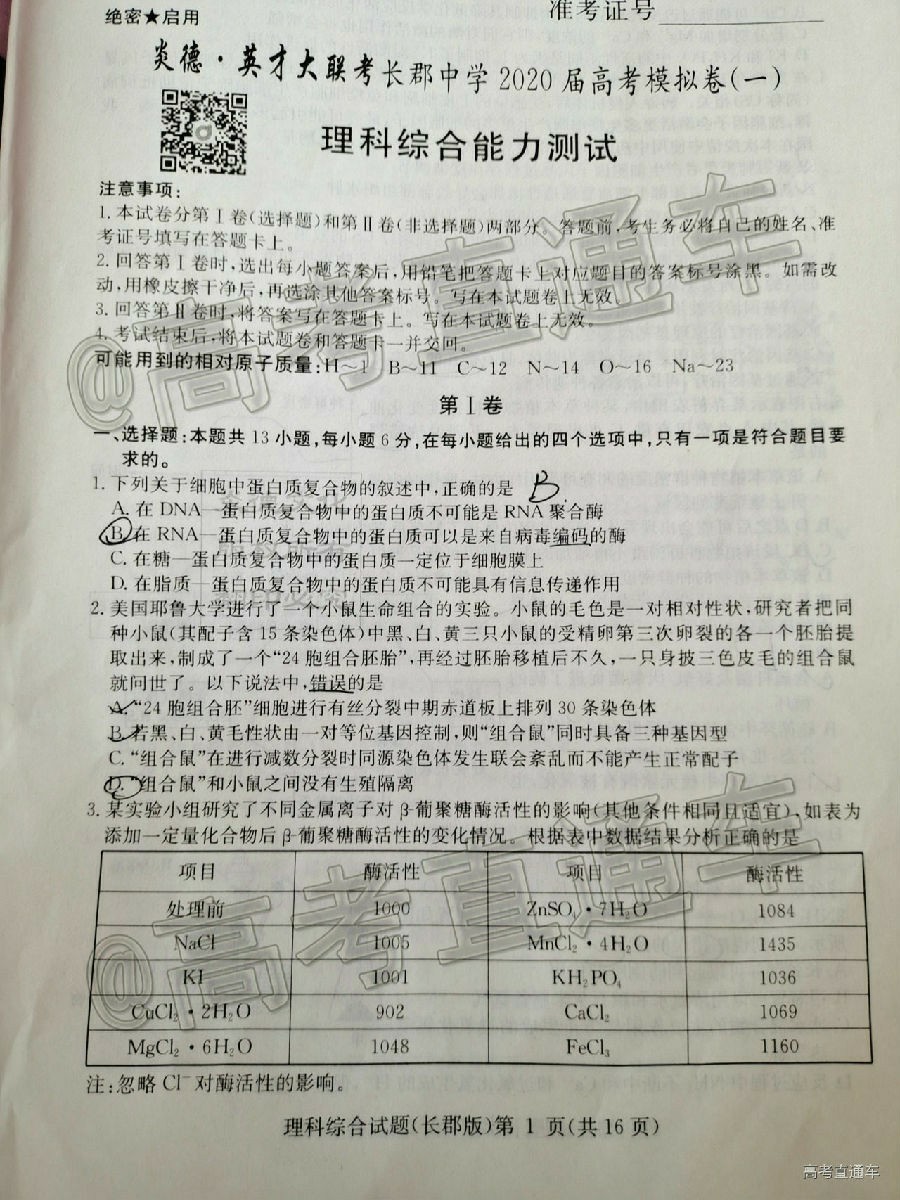 绝密★启用
准考证号
炎德·英才大联考长郡中学2020届高考模拟卷(一)
理科综合能力测试
注意事项:
1.本试卷分第Ⅰ卷(选择题)和第Ⅱ卷(非选择题)两部分。答题前,考生务必将自己的姓名、准
考证号填写在答题卡上。
2.回答第Ⅰ卷时,选出每小题答案后,用铅笔把答题卡上对应题目的答案标号涂黑。如需改
动,用橡皮擦干净后,再选涂其他答案标号。写在本试题卷上无效。
3.回答第Ⅱ卷时,将答案写在答题卡上。写在本试题卷上无效。
4.考试结束后,将本试题卷和答题卡一并交回。
可能用到的相对原子质量:H~1 B~11 C~12 N~14 O~16 Na~23
第Ⅰ卷
一、选择题:本题共13小题,每小题6分,在每小题给出的四个选项中,只有一项是符合题目要
求的。
1.下列关于细胞中蛋白质复合物的叙述中,正确的是 B
A.在DNA—蛋白质复合物中的蛋白质不可能是RNA聚合酶
B.在RNA—蛋白质复合物中的蛋白质可以是来自病毒编码的酶
C.在糖—蛋白质复合物中的蛋白质一定位于细胞膜上
D.在脂质—蛋白质复合物中的蛋白质不可能具有信息传递作用
2.美国耶鲁大学进行了一个小鼠生命组合的实验。小鼠的毛色是一对相对性状,研究者把同
种小鼠(其配子含15条染色体)中黑、白、黄三只小鼠的受精卵第三次卵裂的各一个胚胎提
取出来,制成了一个“24胞组合胚胎”,再经过胚胎移植后不久,一只身披三色皮毛的组合鼠
就问世了。以下说法中,错误的是
A.“24胞组合胚”细胞进行有丝分裂中期赤道板上排列30条染色体
B.若黑、白、黄毛性状由一对等位基因控制,则“组合鼠”同时具备三种基因型
C.“组合鼠”在进行减数分裂时同源染色体发生联会紊乱而不能产生正常配子
D.“组合鼠”和小鼠之间没有生殖隔离
3.某实验小组研究了不同金属离子对β-葡聚糖酶活性的影响(其他条件相同且适宜),如表为
添加一定量化合物后β-葡聚糖酶活性的变化情况。根据表中数据结果分析正确的是
项目 酶活性 项目 酶活性
处理前 1000 ZnSO₄·7H₂O 1084
NaCl 1005 MnCl₂·4H₂O 1435
KI 1001 KH₂PO₄ 1036
CuCl₂·2H₂O 902 CaCl₂ 1069
MgCl₂·6H₂O 1048 FeCl₃ 1160
注:忽略Cl⁻对酶活性的影响。
理科综合试题(长郡版)第 1 页(共16页)
@高考直通车
@高考直通车
高考直通车